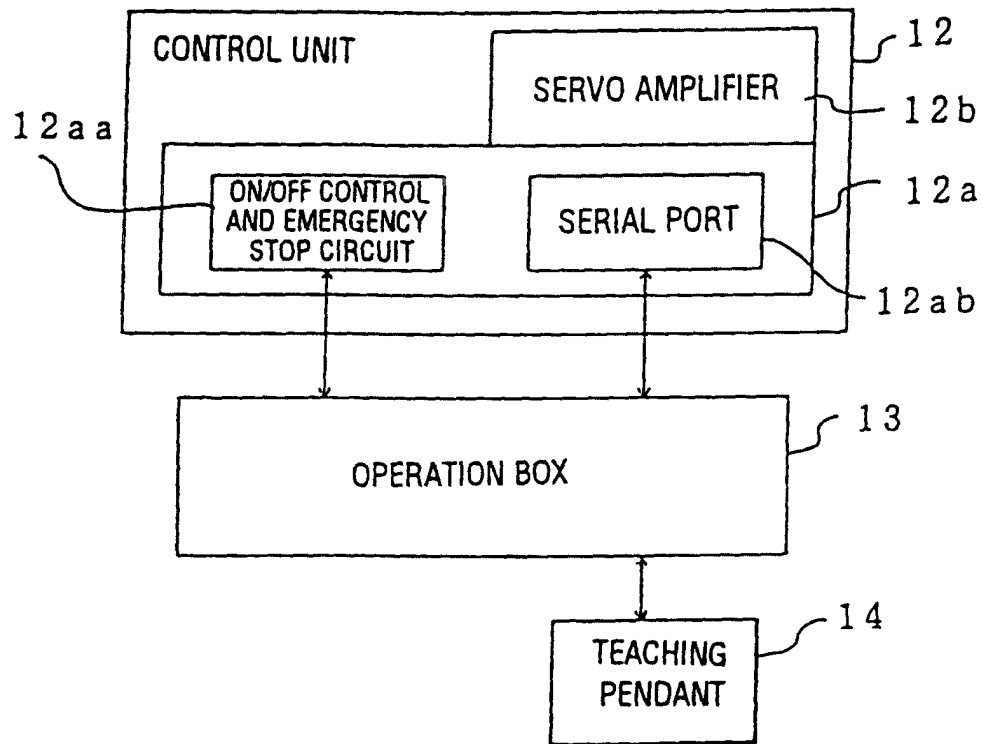 CONTROL UNIT
12
SERVO AMPLIFIER
12b
12aa
ON/OFF CONTROL
AND EMERGENCY
STOP CIRCUIT
SERIAL PORT
12a
12ab
OPERATION BOX
13
TEACHING
PENDANT
14